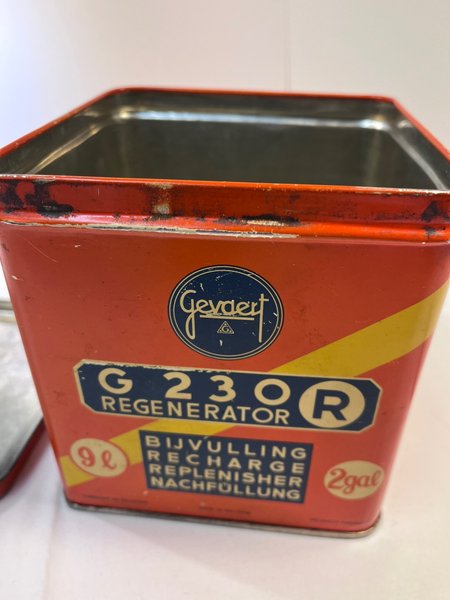 Gevaert
G
G 230 R
REGENERATOR
9 ℓ
BIJVULLING
RECHARGE
REPLENISHER
NACHFÜLLUNG
2gal